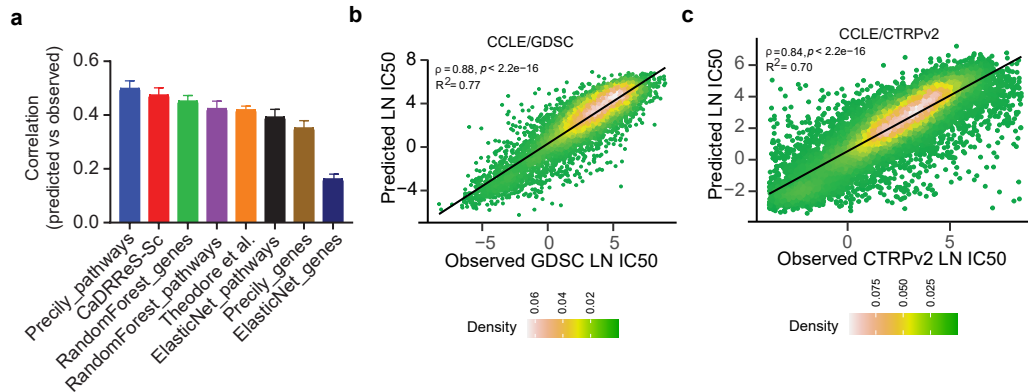 a
Correlation
(predicted vs observed)
0.6
0.4
0.2
0.0
Precily_pathways
CaDRReS-Sc
RandomForest_genes
RandomForest_pathways
Theodore et al.
ElasticNet_pathways
Precily_genes
ElasticNet_genes
b
CCLE/GDSC
ρ=0.88, p< 2.2e−16
R²= 0.77
Predicted LN IC50
4
0
−4
−5 0 5
Observed GDSC LN IC50
Density
0.06 0.04 0.02
c
CCLE/CTRPv2
ρ=0.84, p< 2.2e−16
R²= 0.70
Predicted LN IC50
6
4
2
0
−2
0 5
Observed CTRPv2 LN IC50
Density
0.075 0.050 0.025